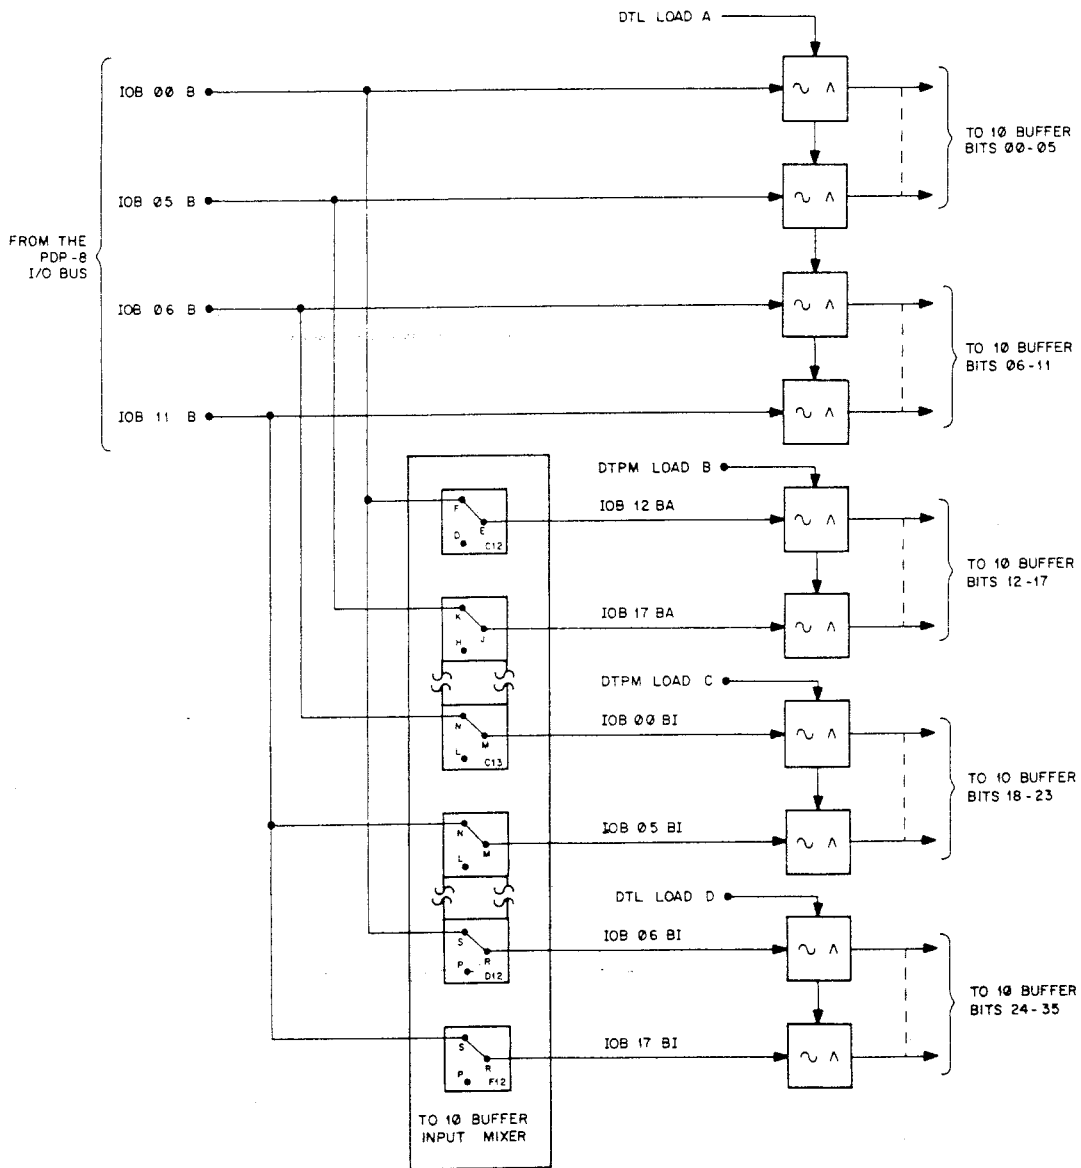 DTL LOAD A
IOB 00 B
~ ∧
TO 10 BUFFER
BITS 00-05
IOB 05 B
~ ∧
FROM THE
PDP-8
I/O BUS
IOB 06 B
~ ∧
TO 10 BUFFER
BITS 06-11
IOB 11 B
~ ∧
DTPM LOAD B
F
E
D
C12
IOB 12 BA
~ ∧
TO 10 BUFFER
BITS 12-17
K
J
H
IOB 17 BA
~ ∧
DTPM LOAD C
N
M
L
C13
IOB 00 BI
~ ∧
TO 10 BUFFER
BITS 18-23
N
M
L
IOB 05 BI
~ ∧
DTL LOAD D
S
R
P
D12
IOB 06 BI
~ ∧
TO 10 BUFFER
BITS 24-35
S
R
P
F12
IOB 17 BI
~ ∧
TO 10 BUFFER
INPUT MIXER